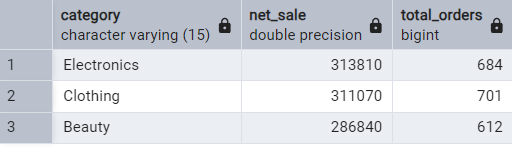 category net_sale total_orders
character varying (15) double precision bigint
1 Electronics 313810 684
2 Clothing 311070 701
3 Beauty 286840 612